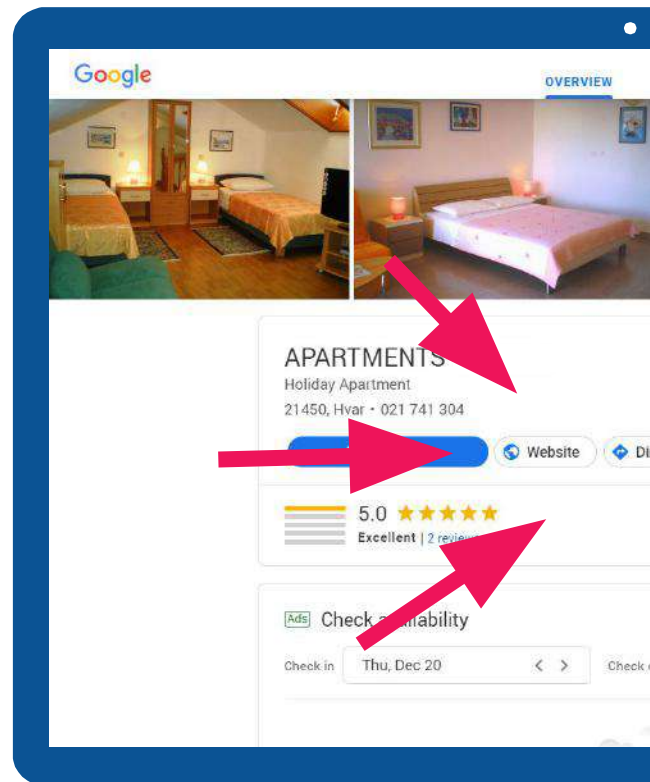 Google
OVERVIEW
APARTMENTS
Holiday Apartment
21450, Hvar • 021 741 304
Website
5.0
Excellent | 2 reviews
Ads Check availability
Check in Thu, Dec 20 < > Check